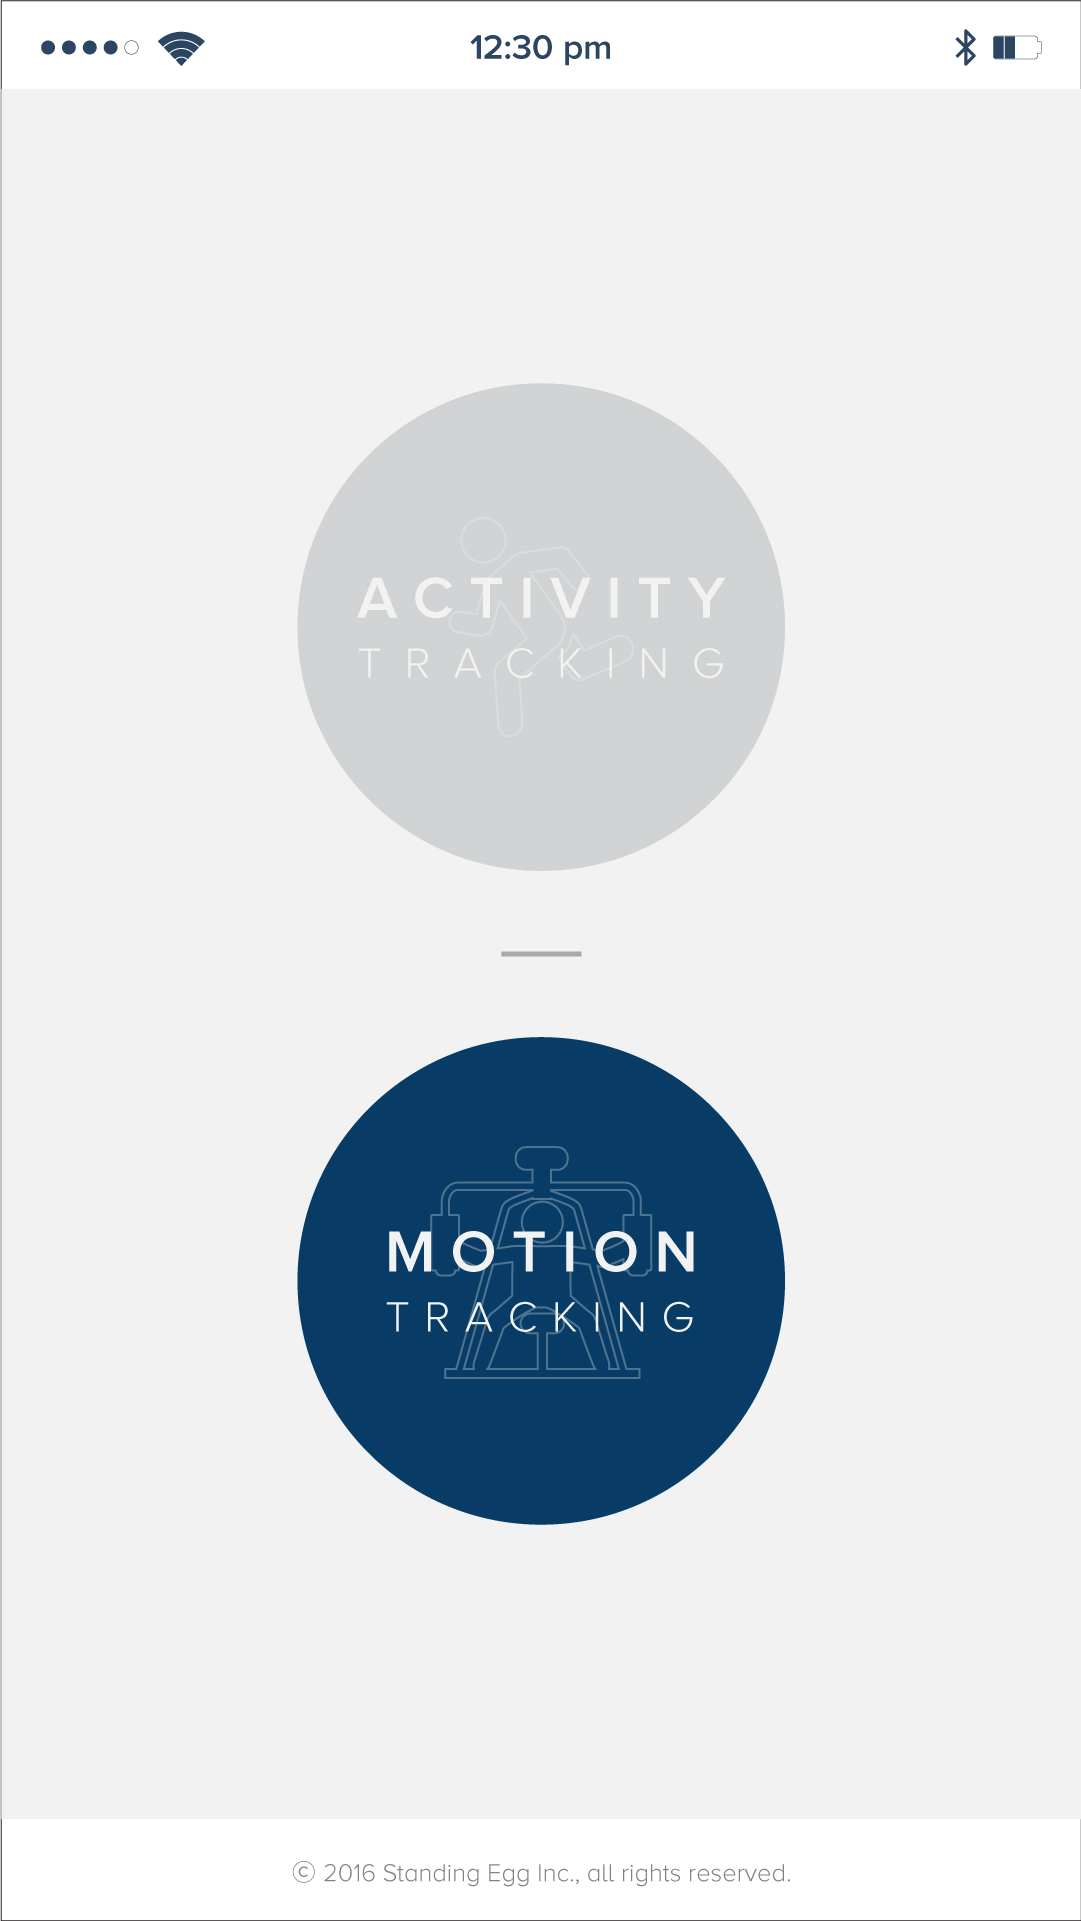 12:30 pm
ACTIVITY
TRACKING
MOTION
TRACKING
© 2016 Standing Egg Inc., all rights reserved.